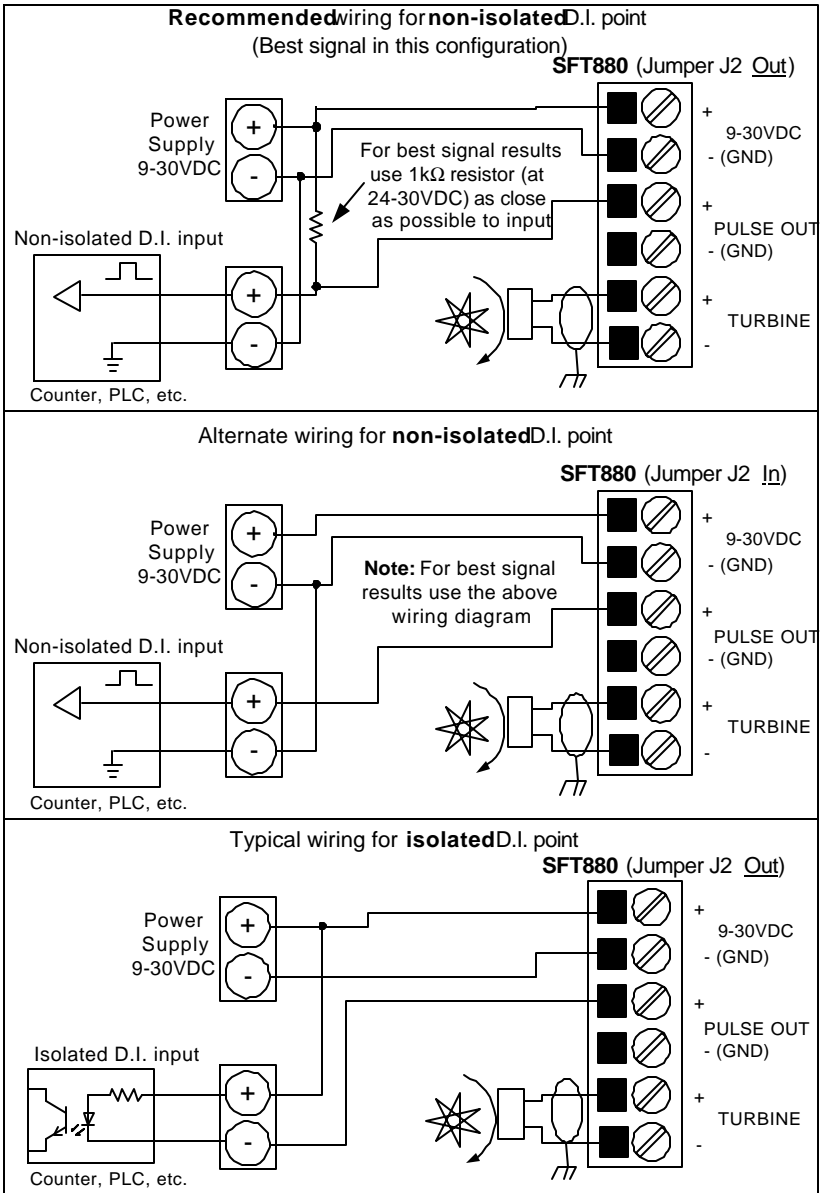 Recommended wiring for non-isolated D.I. point
(Best signal in this configuration)
SFT880 (Jumper J2 Out)
Power
Supply
9-30VDC
+
-
For best signal results
use 1kΩ resistor (at
24-30VDC) as close
as possible to input
+
9-30VDC
- (GND)
+
PULSE OUT
- (GND)
+
TURBINE
-
Non-isolated D.I. input
+
-
Counter, PLC, etc.
Alternate wiring for non-isolated D.I. point
SFT880 (Jumper J2 In)
Power
Supply
9-30VDC
+
-
Note: For best signal
results use the above
wiring diagram
+
9-30VDC
- (GND)
+
PULSE OUT
- (GND)
+
TURBINE
-
Non-isolated D.I. input
+
-
Counter, PLC, etc.
Typical wiring for isolated D.I. point
SFT880 (Jumper J2 Out)
Power
Supply
9-30VDC
+
-
+
9-30VDC
- (GND)
+
PULSE OUT
- (GND)
+
TURBINE
-
Isolated D.I. input
+
-
Counter, PLC, etc.